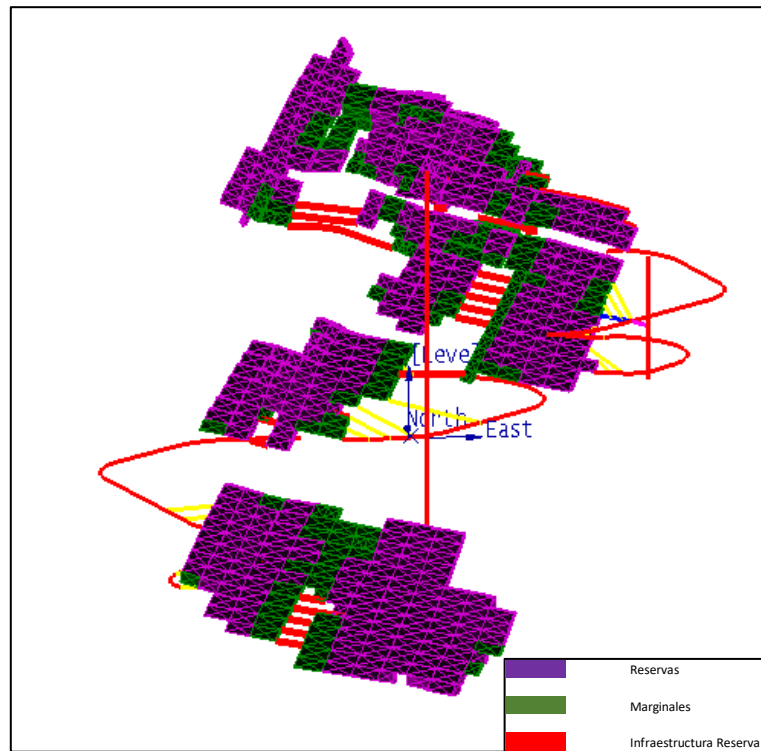 [Leve
North
East
Reservas
Marginales
Infraestructura Reserva